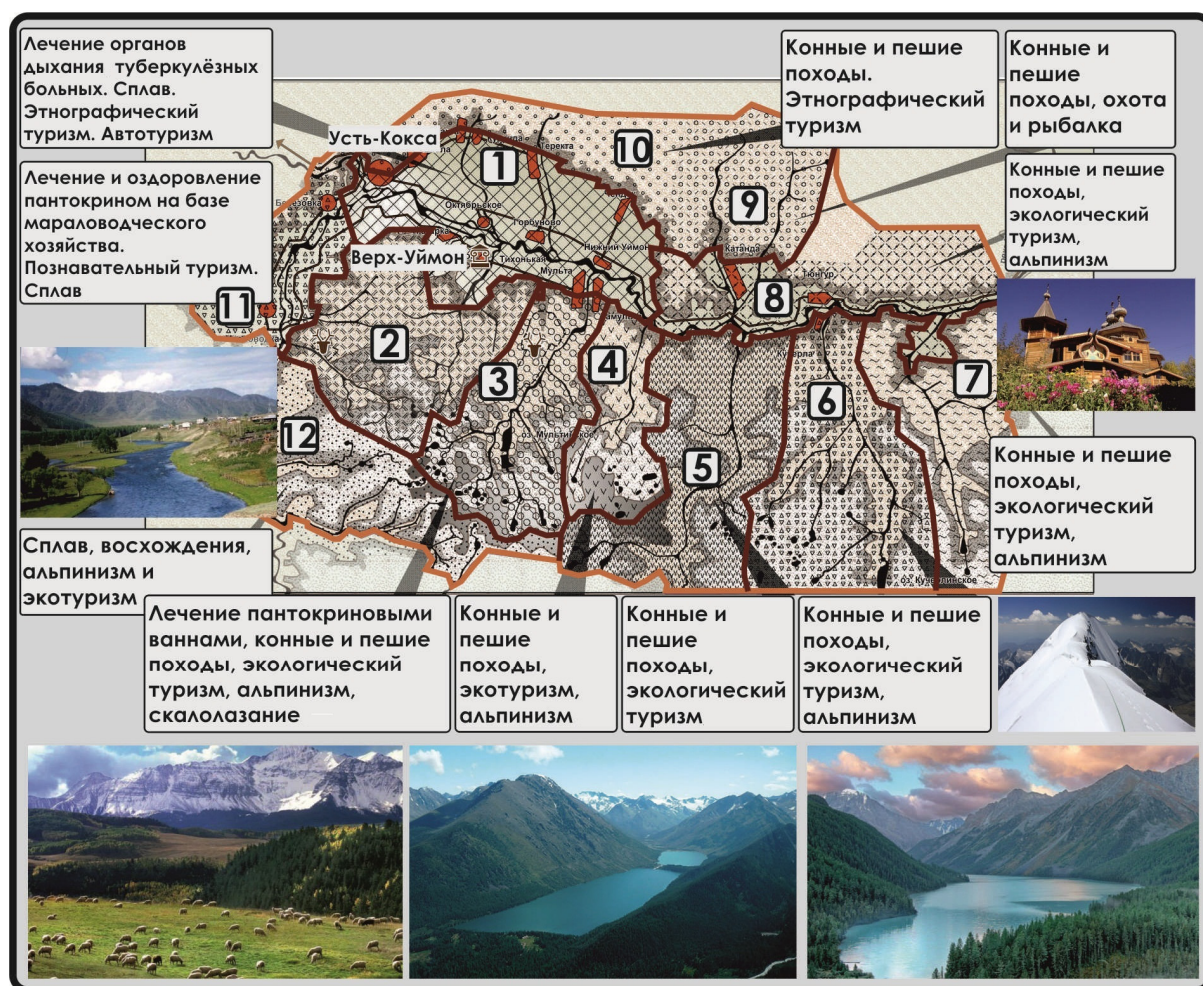 Лечение органов
дыхания туберкулёзных
больных. Сплав.
Этнографический
туризм. Автотуризм
Лечение и оздоровление
пантокрином на базе
мараловодческого
хозяйства.
Познавательный туризм.
Сплав
Конные и пешие
походы.
Этнографический
туризм
Конные и
пешие
походы, охота
и рыбалка
Конные и пешие
походы,
экологический
туризм,
альпинизм
Усть-Кокса
Теректа
1
10
9
Октябрьское
Горбуново
Катанда
Верх-Уймон
Тихонькая
Нижний Уймон
Мульта
Тюнгур
8
11
2
3
4
Кучерла
6
7
12
оз. Мультинское
5
оз. Кучерлинское
Конные и пешие
походы,
экологический
туризм,
альпинизм
Сплав, восхождения,
альпинизм и
экотуризм
Лечение пантокриновыми
ваннами, конные и пешие
походы, экологический
туризм, альпинизм,
скалолазание
Конные и
пешие
походы,
экотуризм,
альпинизм
Конные и
пешие
походы,
экологический
туризм
Конные и пешие
походы,
экологический
туризм,
альпинизм